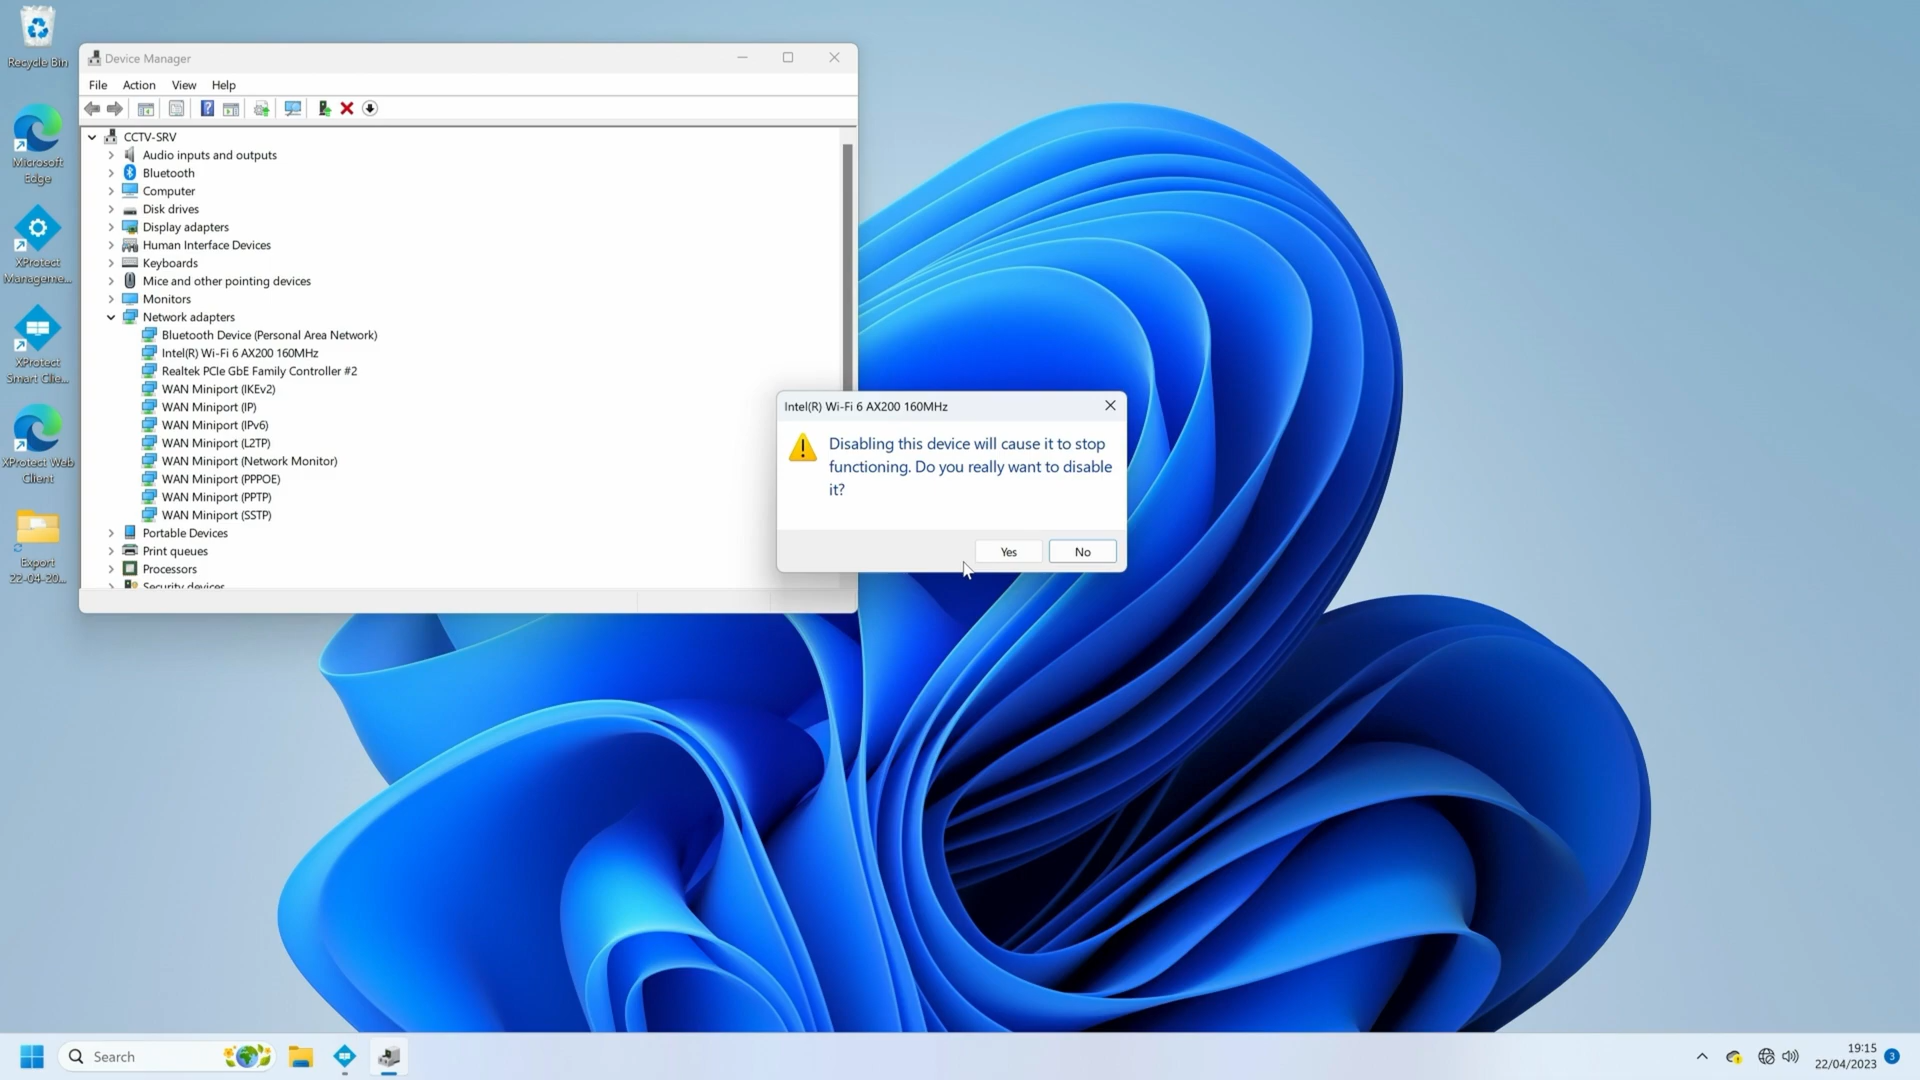 Recycle Bin
Microsoft
Edge
XProtect
Manageme...
XProtect
Smart Clie...
XProtect Web
Client
Export
22-04-20...
Device Manager
File Action View Help
CCTV-SRV
Audio inputs and outputs
Bluetooth
Computer
Disk drives
Display adapters
Human Interface Devices
Keyboards
Mice and other pointing devices
Monitors
Network adapters
Bluetooth Device (Personal Area Network)
Intel(R) Wi-Fi 6 AX200 160MHz
Realtek PCIe GbE Family Controller #2
WAN Miniport (IKEv2)
WAN Miniport (IP)
WAN Miniport (IPv6)
WAN Miniport (L2TP)
WAN Miniport (Network Monitor)
WAN Miniport (PPPOE)
WAN Miniport (PPTP)
WAN Miniport (SSTP)
Portable Devices
Print queues
Processors
Security devices
Intel(R) Wi-Fi 6 AX200 160MHz
Disabling this device will cause it to stop
functioning. Do you really want to disable
it?
Yes No
Search
19:15
22/04/2023
3